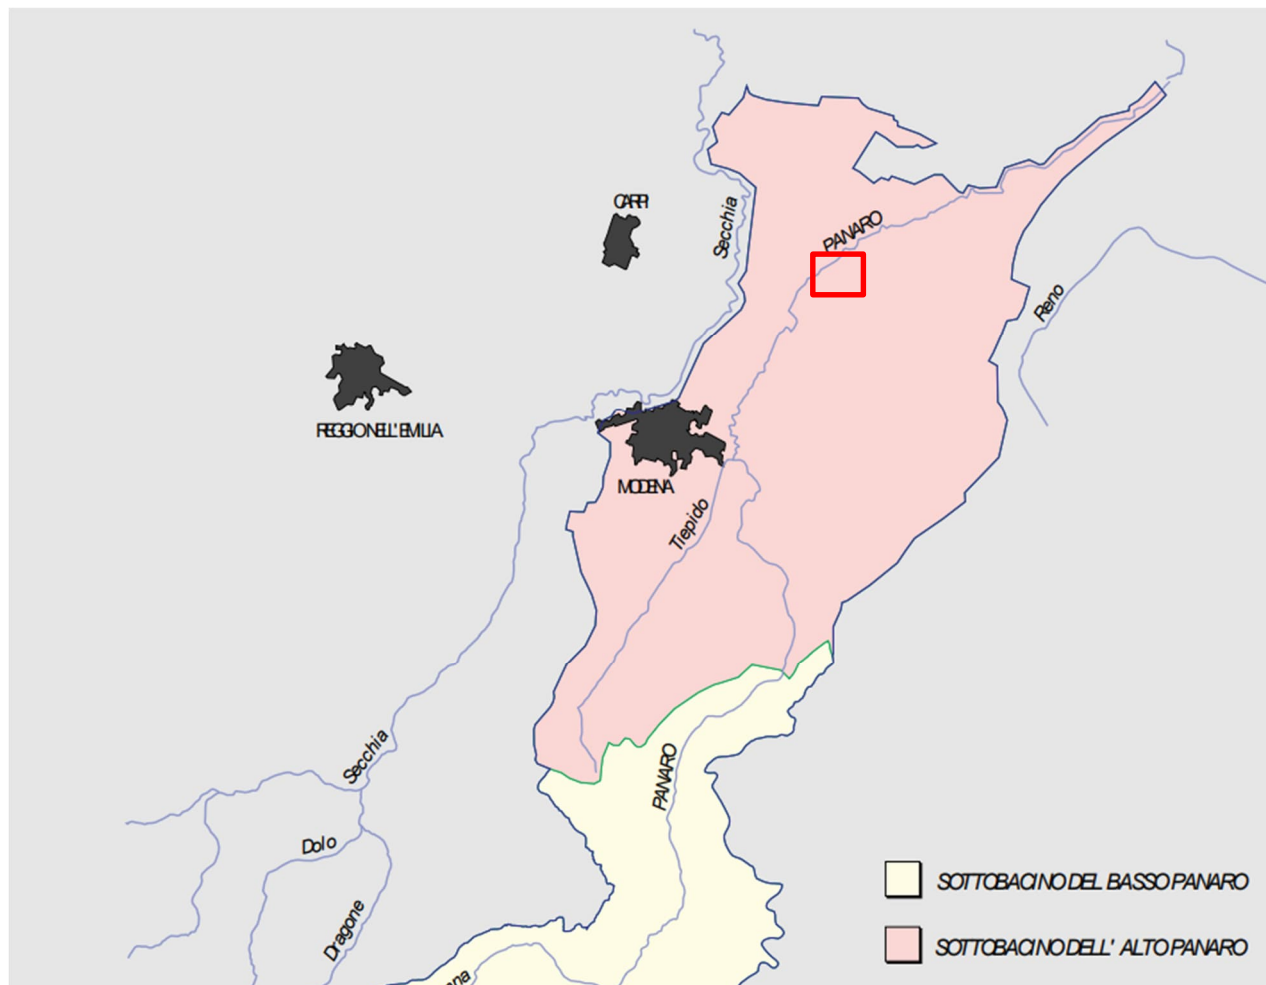 CARPI
Secchia
PANARO
Reno
REGGIO NELL' EMILIA
MODENA
Tiepido
Secchia
PANARO
Dolo
Dragone
SOTTOBACINO DEL BASSO PANARO
SOTTOBACINO DELL' ALTO PANARO